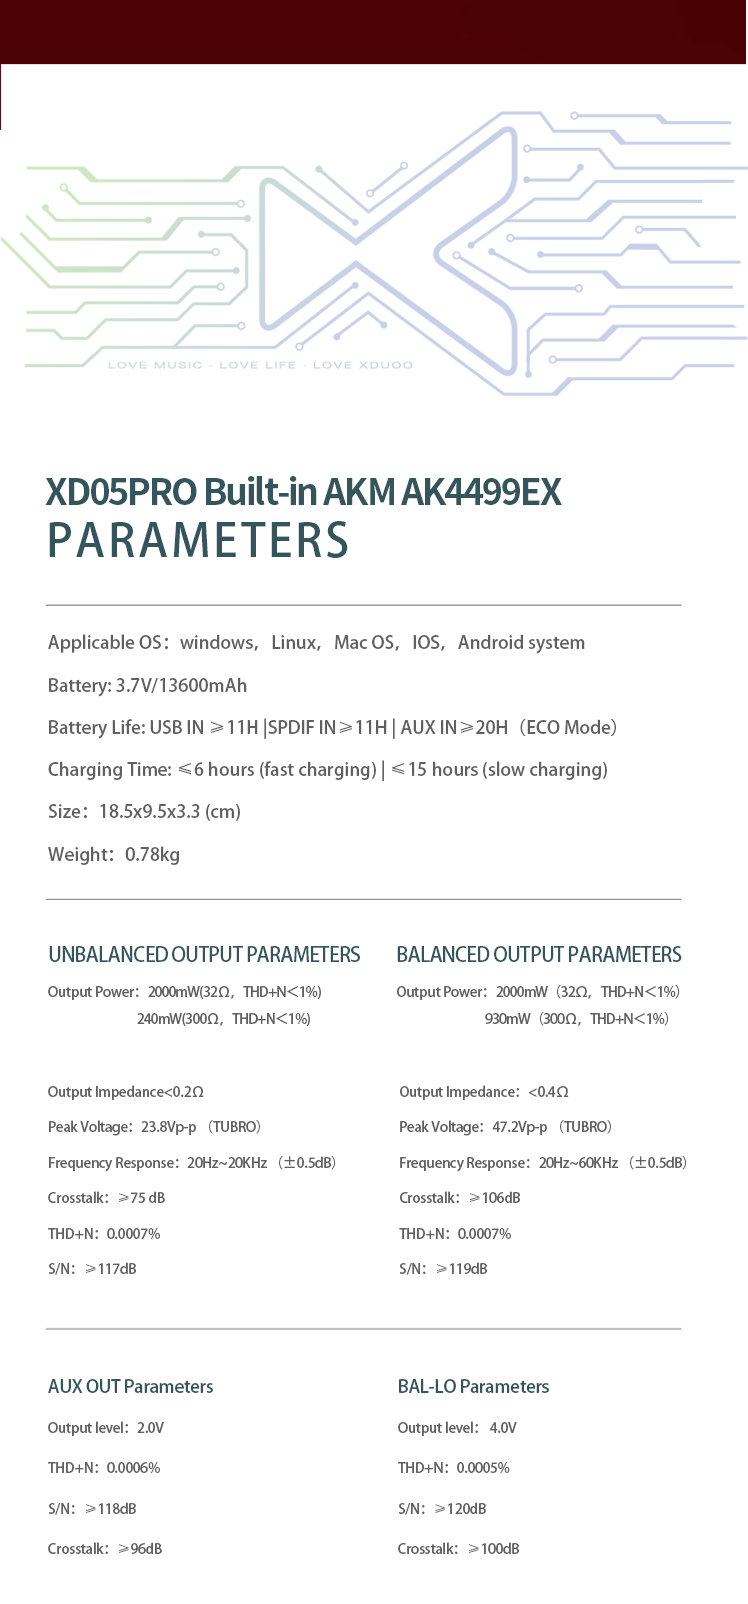 LOVE MUSIC · LOVE LIFE · LOVE XDUOO
XD05PRO Built-in AKM AK4499EX
PARAMETERS
Applicable OS：windows，Linux，Mac OS，IOS，Android system
Battery: 3.7V/13600mAh
Battery Life: USB IN ≥11H |SPDIF IN≥11H | AUX IN≥20H（ECO Mode）
Charging Time: ≤6 hours (fast charging) | ≤15 hours (slow charging)
Size：18.5x9.5x3.3 (cm)
Weight：0.78kg
UNBALANCED OUTPUT PARAMETERS
Output Power：2000mW(32Ω，THD+N＜1%)
240mW(300Ω，THD+N＜1%)
Output Impedance<0.2Ω
Peak Voltage：23.8Vp-p （TUBRO）
Frequency Response：20Hz~20KHz （±0.5dB）
Crosstalk：≥75 dB
THD+N：0.0007%
S/N：≥117dB
BALANCED OUTPUT PARAMETERS
Output Power：2000mW（32Ω，THD+N＜1%）
930mW（300Ω，THD+N＜1%）
Output Impedance：<0.4Ω
Peak Voltage：47.2Vp-p （TUBRO）
Frequency Response：20Hz~60KHz （±0.5dB）
Crosstalk：≥106dB
THD+N：0.0007%
S/N：≥119dB
AUX OUT Parameters
Output level：2.0V
THD+N：0.0006%
S/N：≥118dB
Crosstalk：≥96dB
BAL-LO Parameters
Output level： 4.0V
THD+N：0.0005%
S/N：≥120dB
Crosstalk：≥100dB